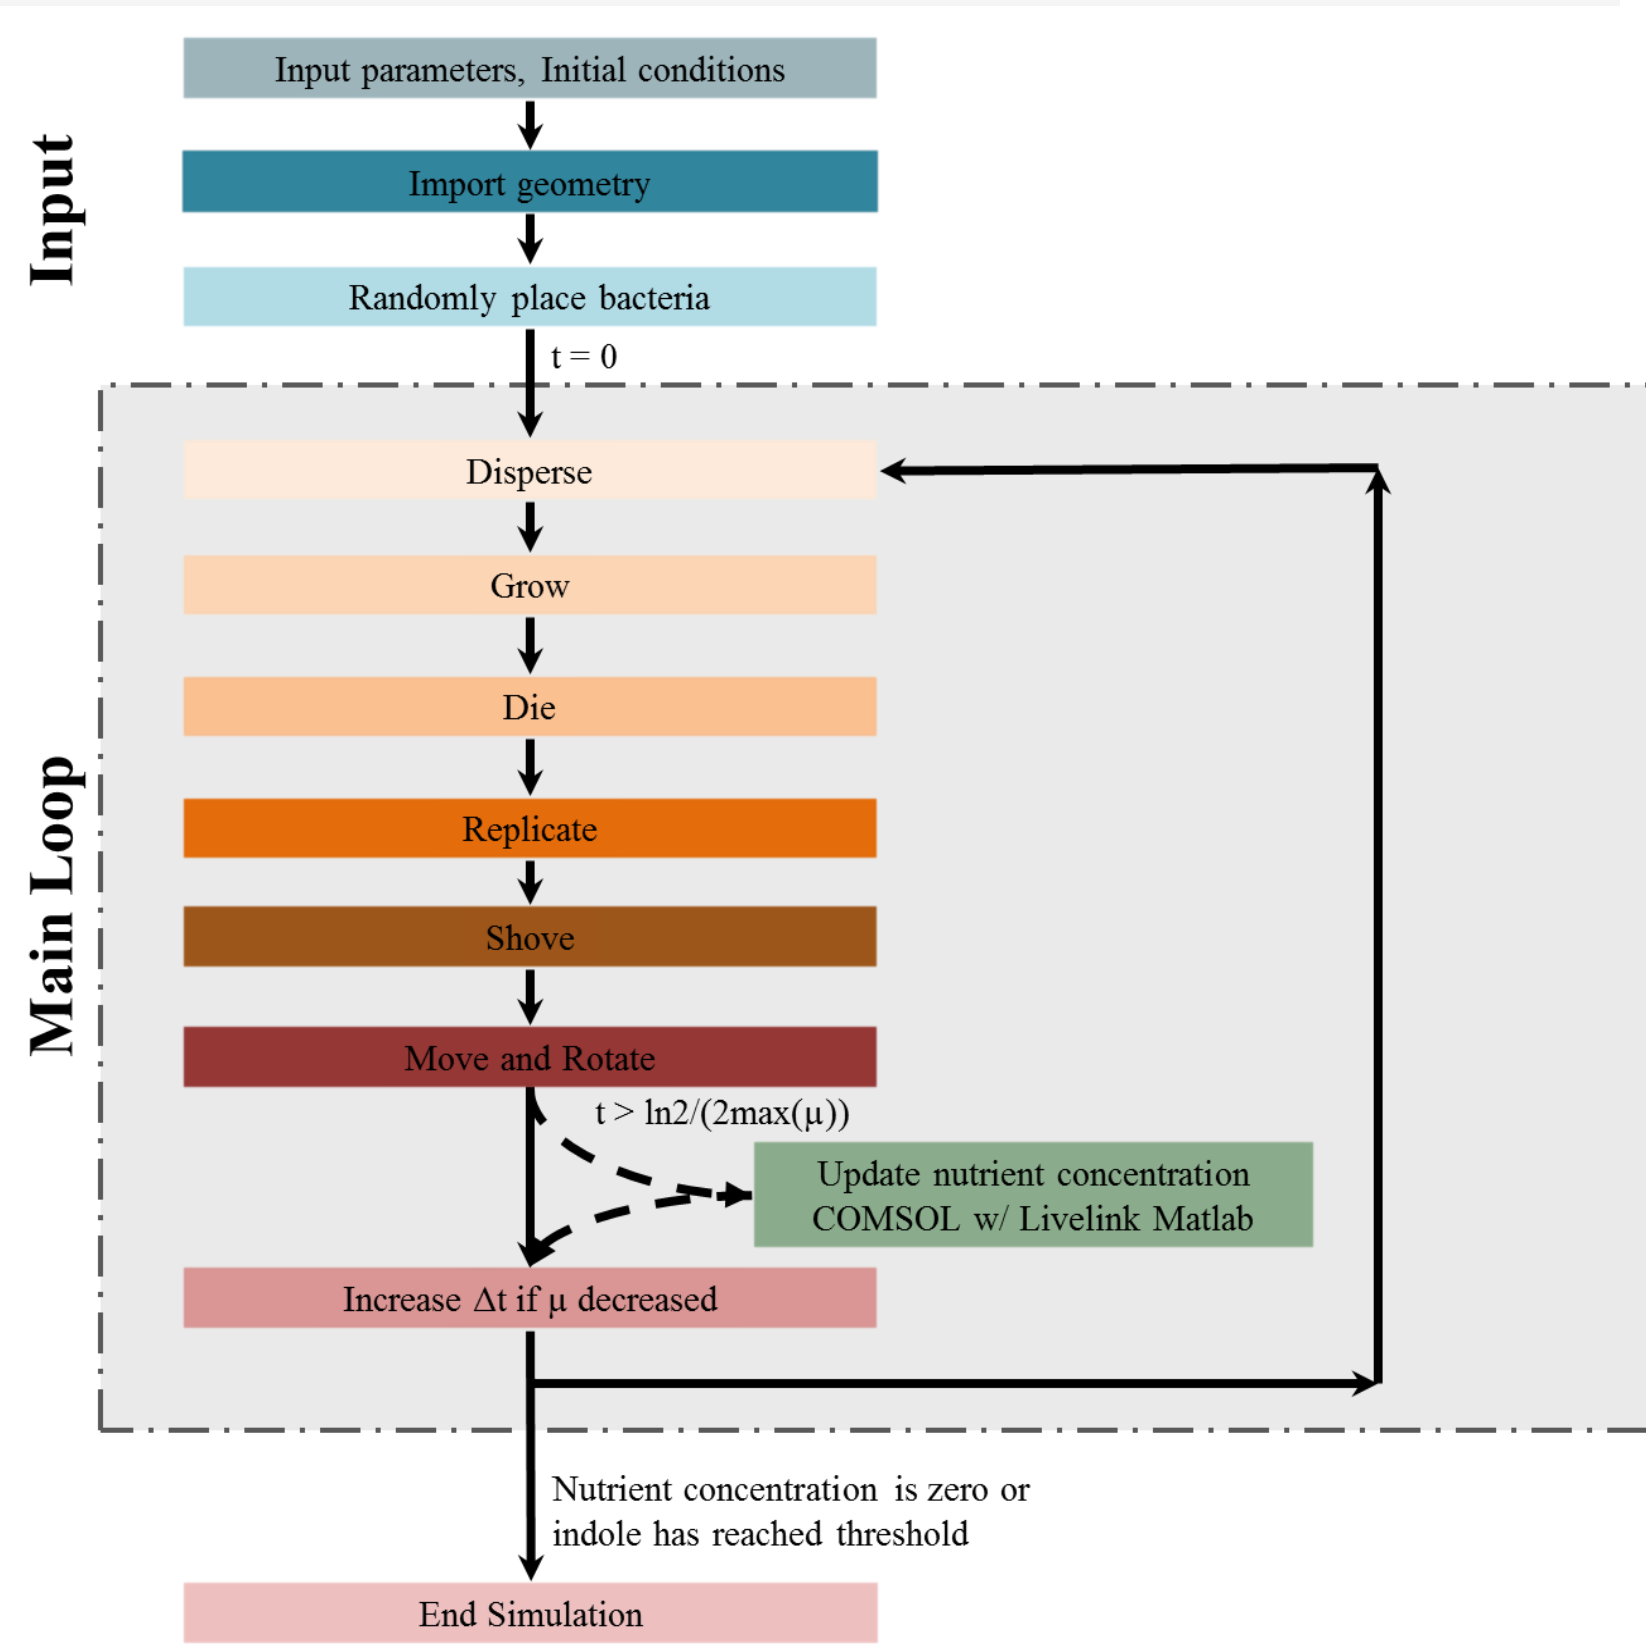 Input
Input parameters, Initial conditions
Import geometry
Randomly place bacteria
t = 0
Main Loop
Disperse
Grow
Die
Replicate
Shove
Move and Rotate
t > ln2/(2max(μ))
Update nutrient concentration
COMSOL w/ Livelink Matlab
Increase Δt if μ decreased
Nutrient concentration is zero or
indole has reached threshold
End Simulation